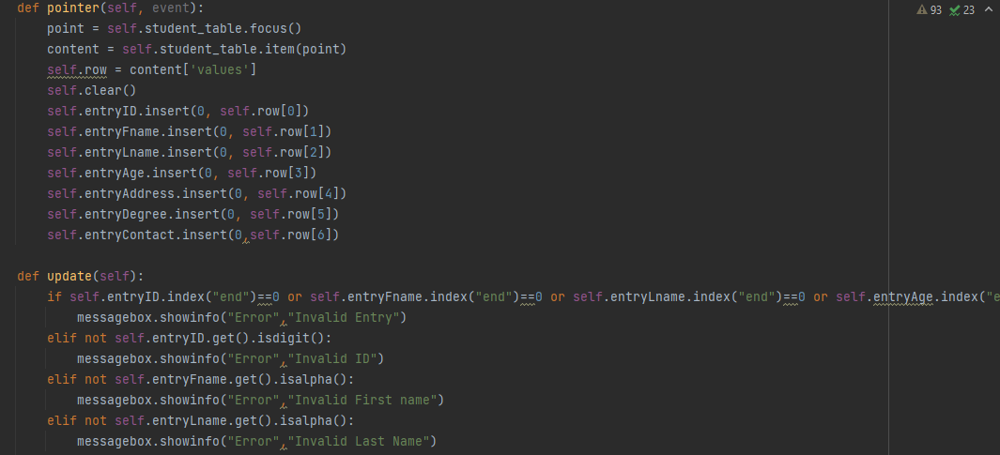 def pointer(self, event):
93 23
point = self.student_table.focus()
content = self.student_table.item(point)
self.row = content['values']
self.clear()
self.entryID.insert(0, self.row[0])
self.entryFname.insert(0, self.row[1])
self.entryLname.insert(0, self.row[2])
self.entryAge.insert(0, self.row[3])
self.entryAddress.insert(0, self.row[4])
self.entryDegree.insert(0, self.row[5])
self.entryContact.insert(0,self.row[6])
def update(self):
if self.entryID.index("end")==0 or self.entryFname.index("end")==0 or self.entryLname.index("end")==0 or self.entryAge.index("e
messagebox.showinfo("Error","Invalid Entry")
elif not self.entryID.get().isdigit():
messagebox.showinfo("Error","Invalid ID")
elif not self.entryFname.get().isalpha():
messagebox.showinfo("Error","Invalid First name")
elif not self.entryLname.get().isalpha():
messagebox.showinfo("Error","Invalid Last Name")